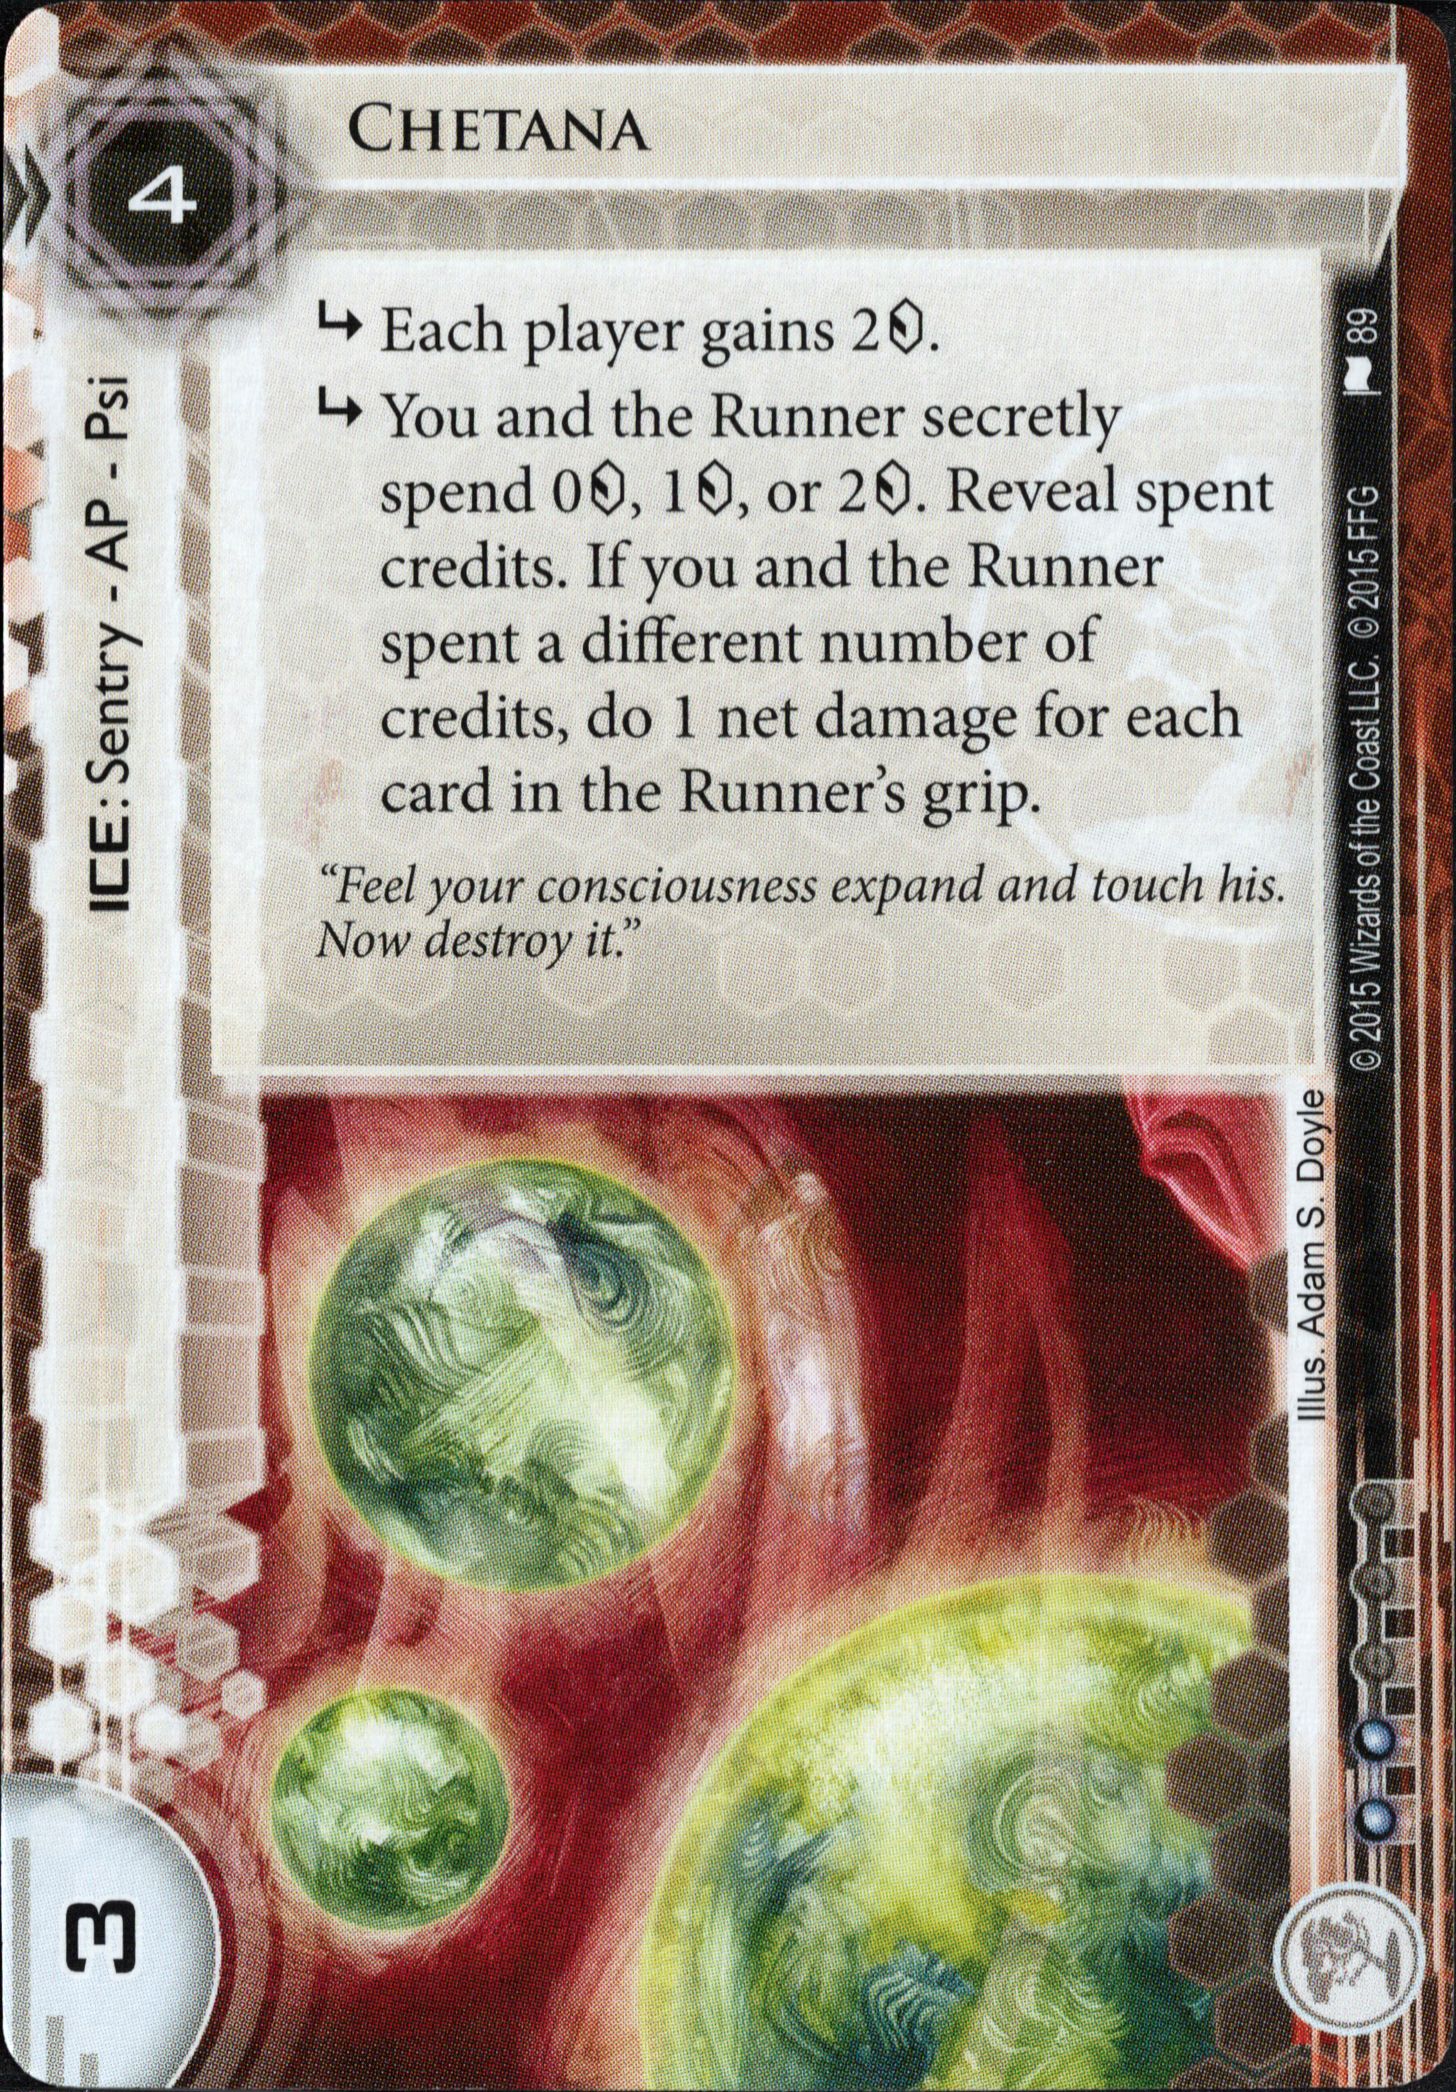 CHETANA
4
ICE: Sentry - AP - Psi
↳ Each player gains 2.
↳ You and the Runner secretly
spend 0, 1, or 2. Reveal spent
credits. If you and the Runner
spent a different number of
credits, do 1 net damage for each
card in the Runner's grip.
“Feel your consciousness expand and touch his.
Now destroy it.”
3
Illus. Adam S. Doyle
© 2015 Wizards of the Coast LLC. © 2015 FFG 89